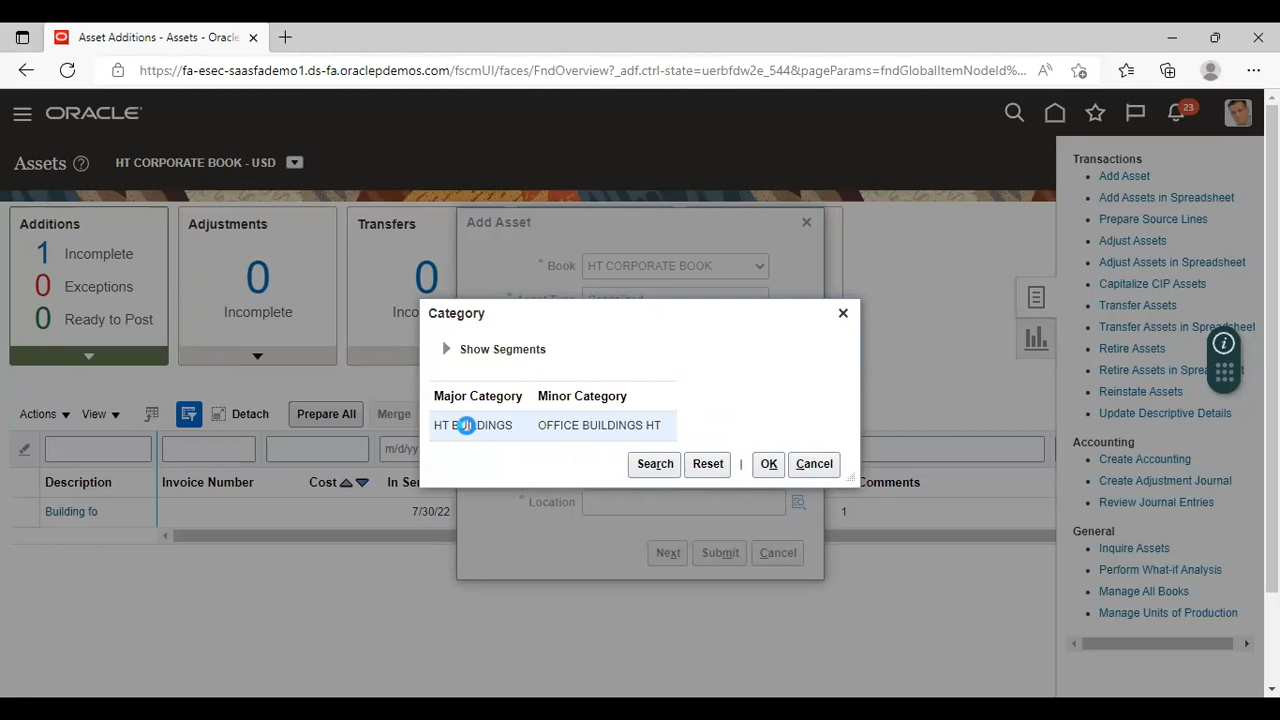 Asset Additions - Assets - Oracle
https://fa-esec-saasfademo1.ds-fa.oraclepdemos.com/fscmUI/faces/FndOverview?_adf.ctrl-state=uerbfdw2e_544&pageParams=fndGlobalItemNodeId%...
ORACLE
23
Assets ? HT CORPORATE BOOK - USD
Additions
1 Incomplete
0 Exceptions
0 Ready to Post
Adjustments
0
Incomplete
Transfers
0
Inco
Add Asset
* Book HT CORPORATE BOOK
* Asset Type Capitalized
Category
Show Segments
Major Category Minor Category
HT BUILDINGS OFFICE BUILDINGS HT
Search Reset | OK Cancel
* Location
Next Submit Cancel
Actions View Detach Prepare All Merge
m/d/yy
Description Invoice Number Cost In Ser Comments
Building fo 7/30/22 1
Transactions
Add Asset
Add Assets in Spreadsheet
Prepare Source Lines
Adjust Assets
Adjust Assets in Spreadsheet
Capitalize CIP Assets
Transfer Assets
Transfer Assets in Spreadsheet
Retire Assets
Retire Assets in Sprea
Reinstate Assets
Update Descriptive Details
Accounting
Create Accounting
Create Adjustment Journal
Review Journal Entries
General
Inquire Assets
Perform What-if Analysis
Manage All Books
Manage Units of Production